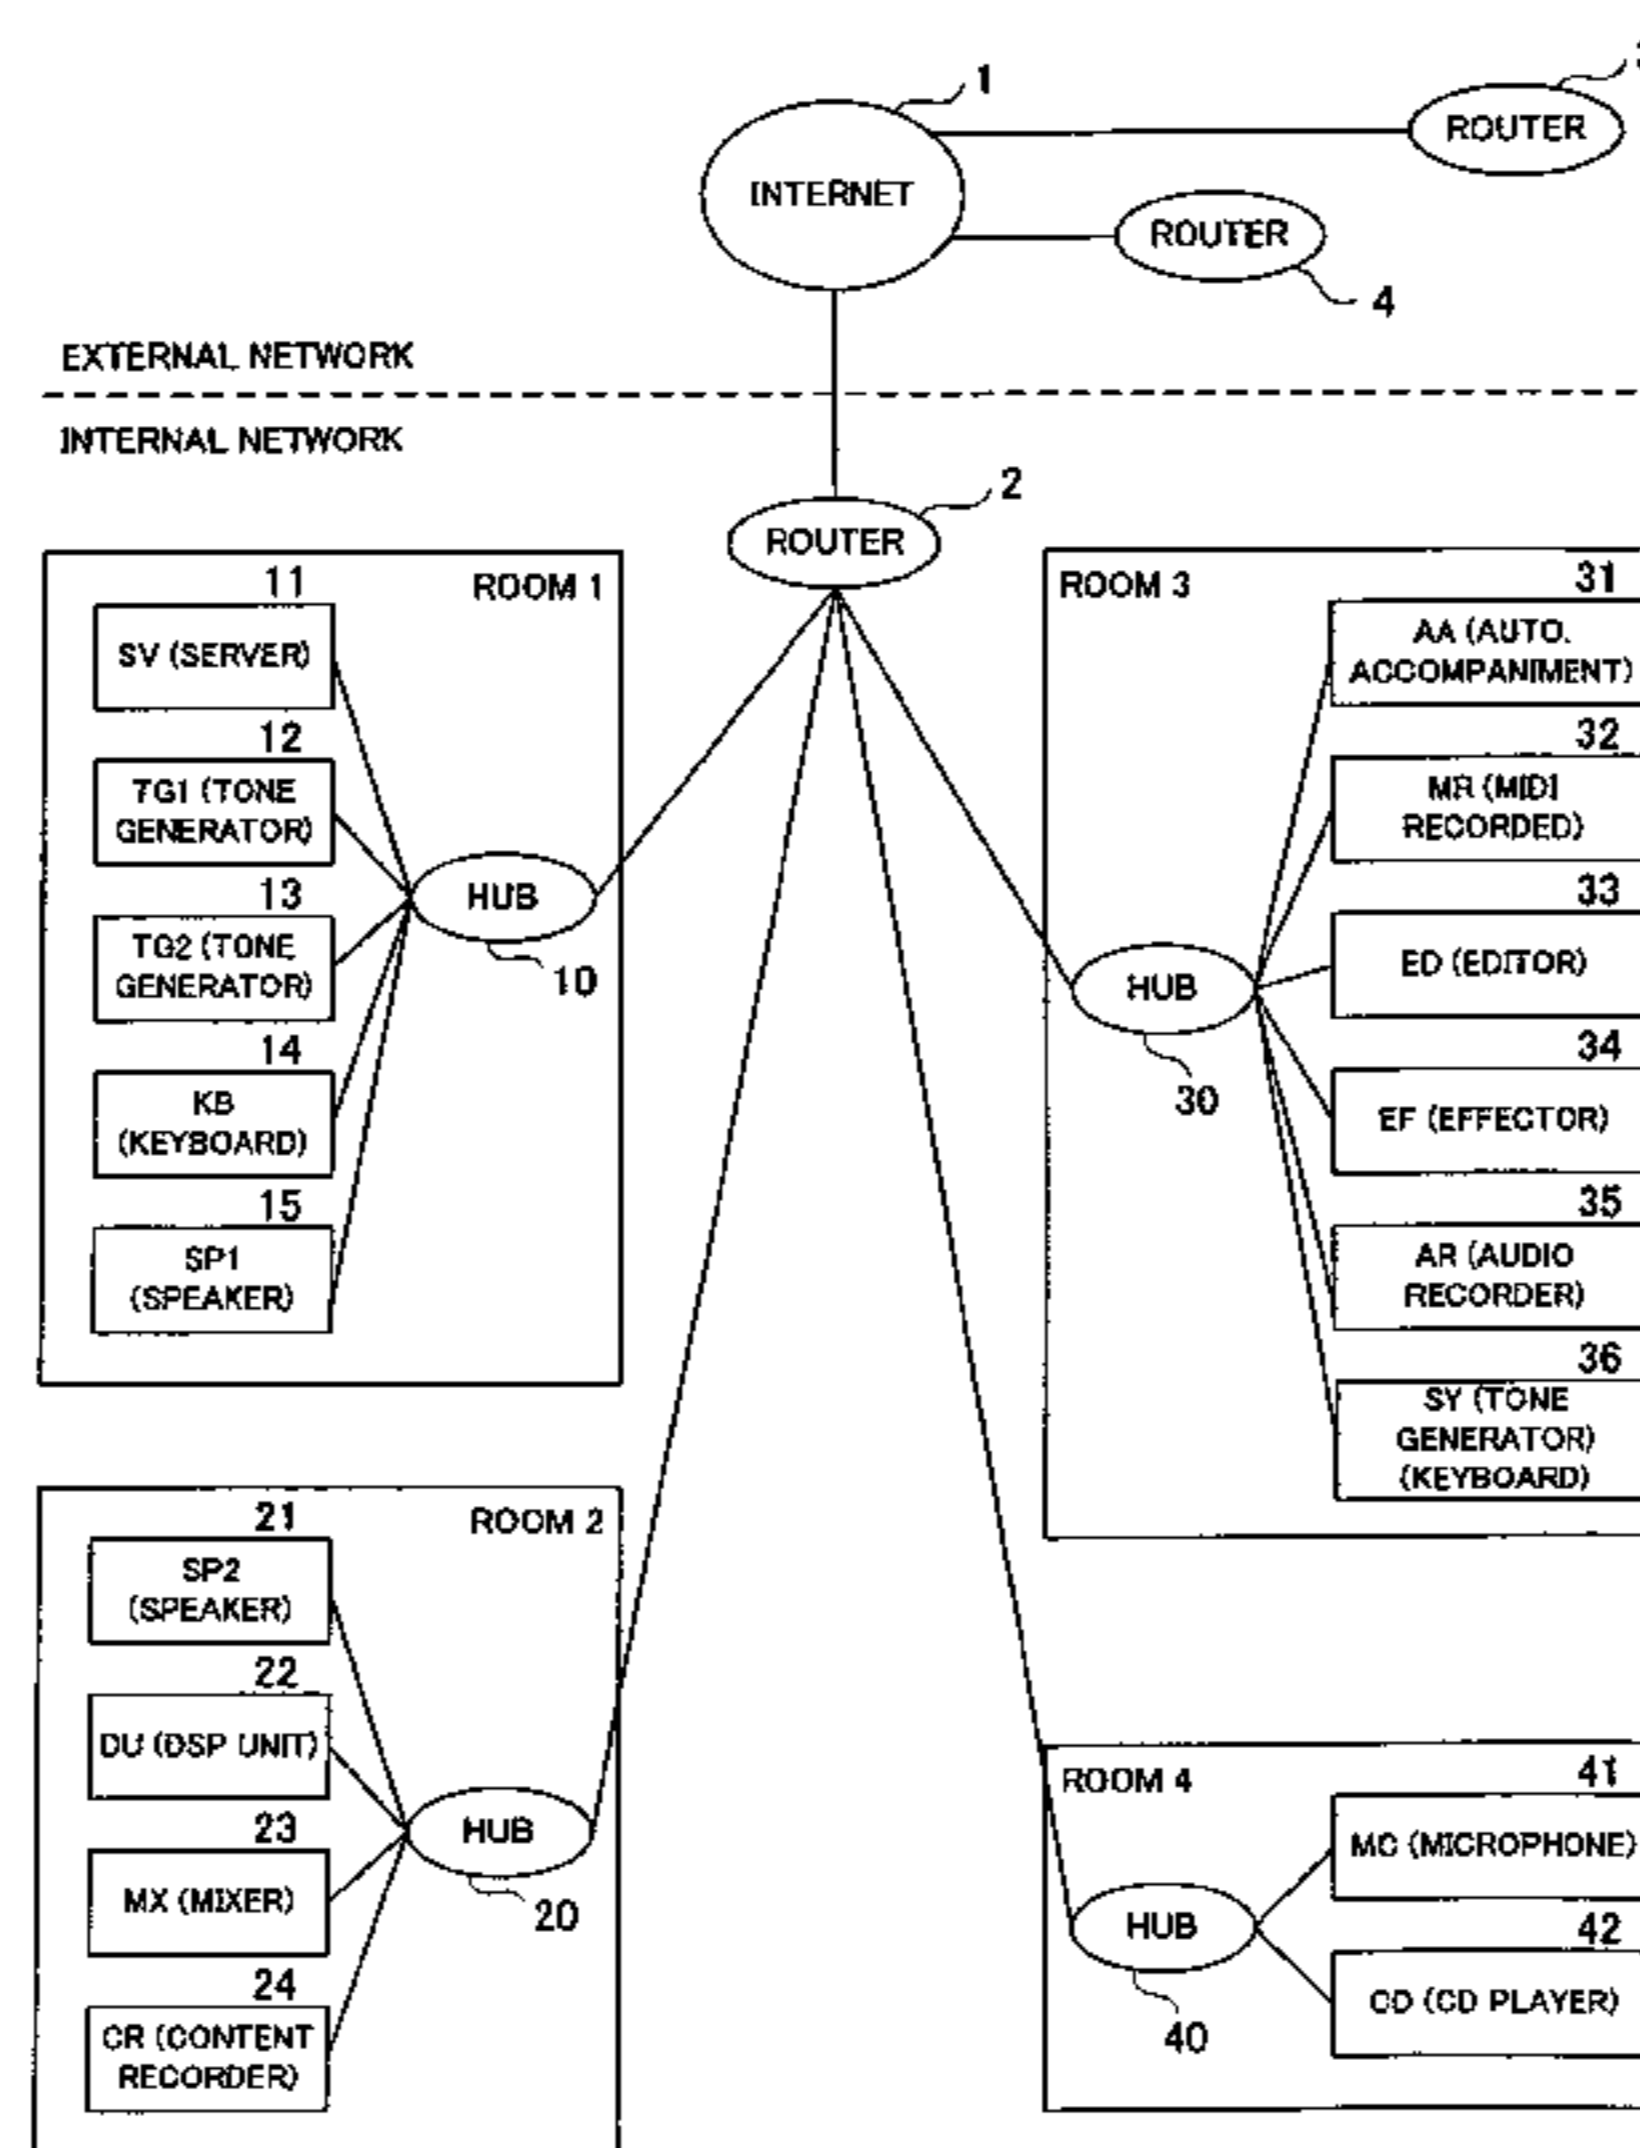 1
INTERNET
ROUTER
ROUTER
4
EXTERNAL NETWORK
INTERNAL NETWORK
2
ROUTER
ROOM 1
11
SV (SERVER)
12
TG1 (TONE
GENERATOR)
13
TG2 (TONE
GENERATOR)
14
KB
(KEYBOARD)
15
SP1
(SPEAKER)
HUB
10
ROOM 3
31
AA (AUTO.
ACCOMPANIMENT)
32
MR (MIDI
RECORDED)
33
ED (EDITOR)
34
EF (EFFECTOR)
35
AR (AUDIO
RECORDER)
36
SY (TONE
GENERATOR)
(KEYBOARD)
HUB
30
ROOM 2
21
SP2
(SPEAKER)
22
DU (DSP UNIT)
23
MX (MIXER)
24
CR (CONTENT
RECORDER)
HUB
20
ROOM 4
41
MC (MICROPHONE)
42
CD (CD PLAYER)
HUB
40